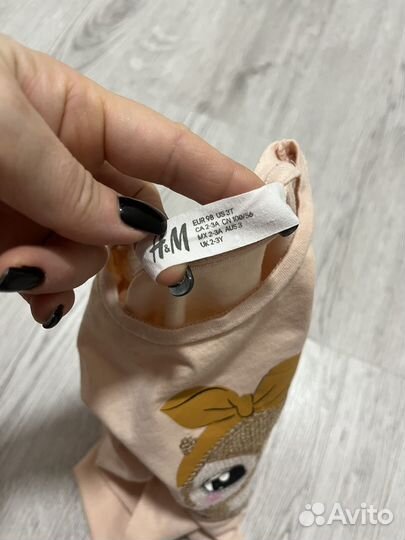 H&M
EUR 98 US 3T
CA 2-3A CN 100/56
MX 2-3A AUS 3
UK 2-3Y
Avito